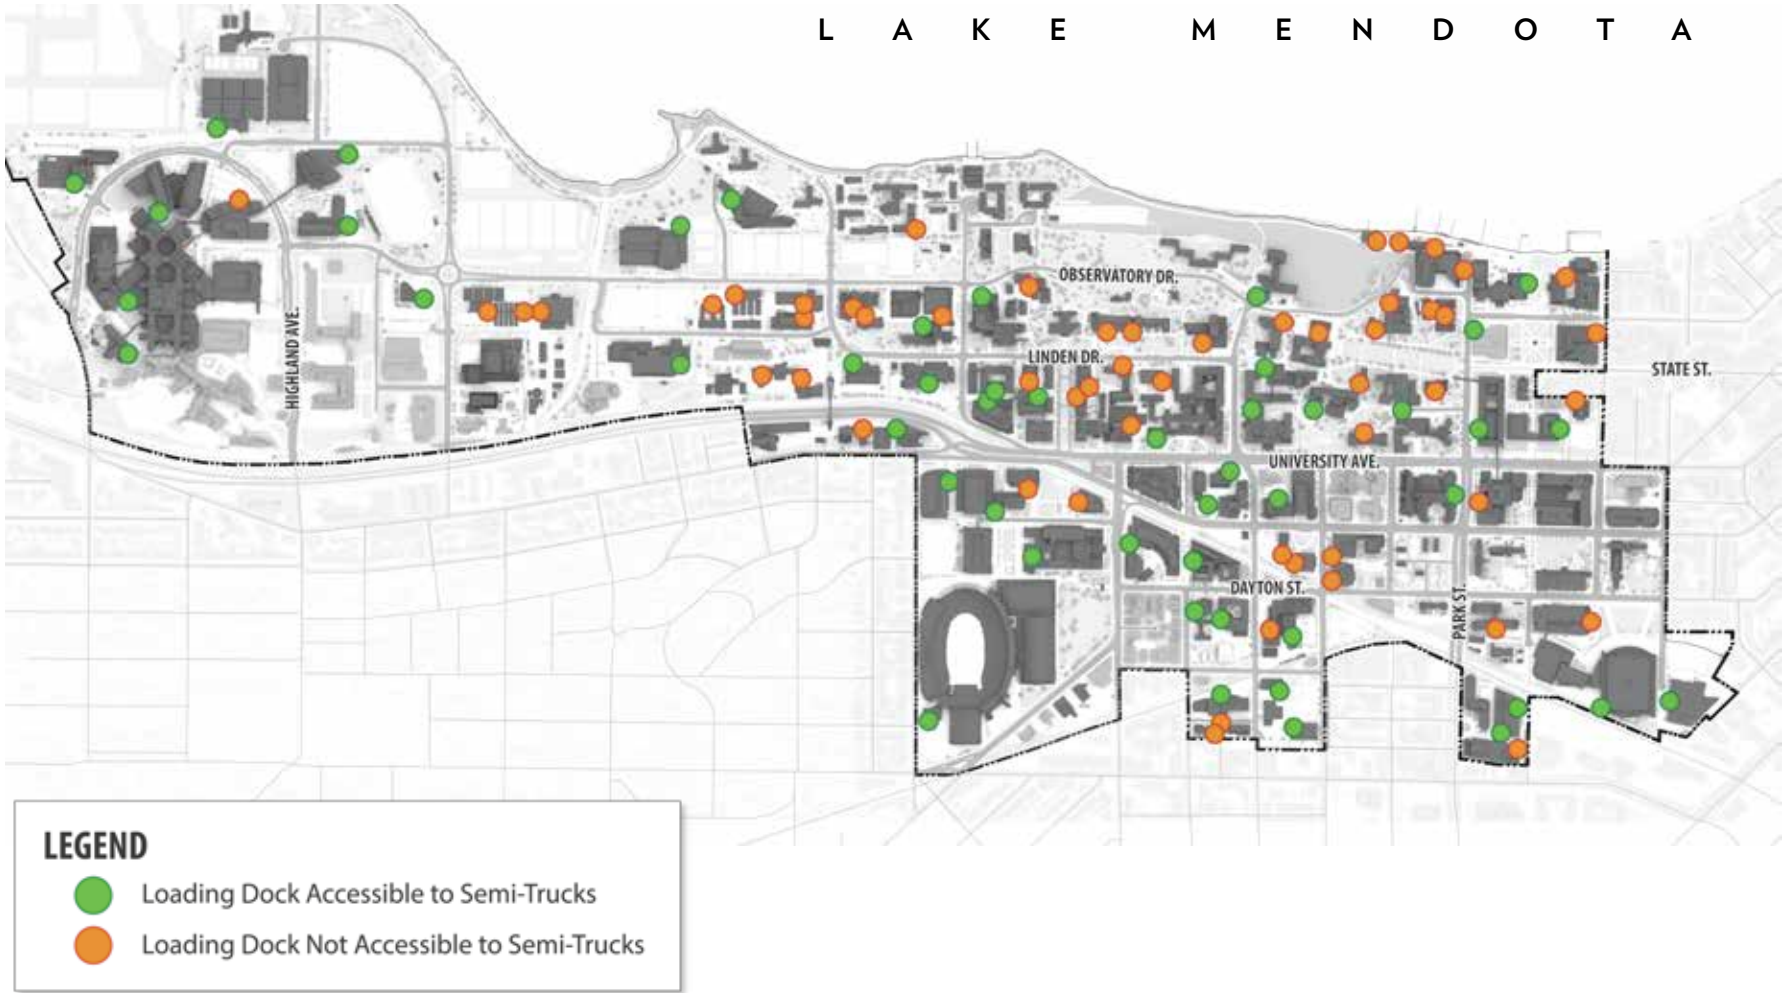 LAKE MENDOTA
OBSERVATORY DR.
LINDEN DR.
HIGHLAND AVE.
STATE ST.
UNIVERSITY AVE.
DAYTON ST.
PARK ST.
LEGEND
Loading Dock Accessible to Semi-Trucks
Loading Dock Not Accessible to Semi-Trucks